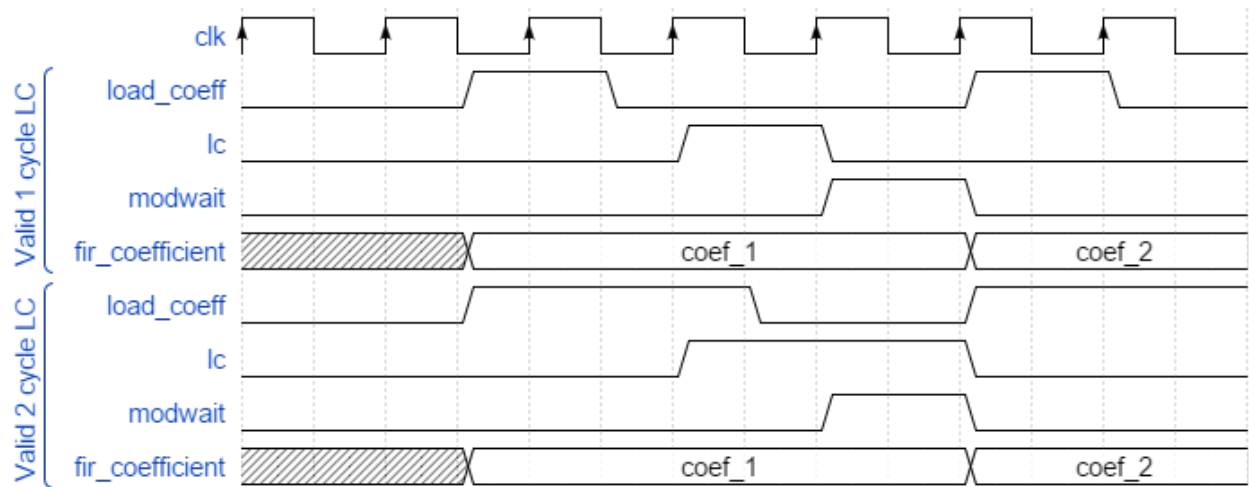 clk
Valid 1 cycle LC
load_coeff
lc
modwait
fir_coefficient
coef_1
coef_2
Valid 2 cycle LC
load_coeff
lc
modwait
fir_coefficient
coef_1
coef_2